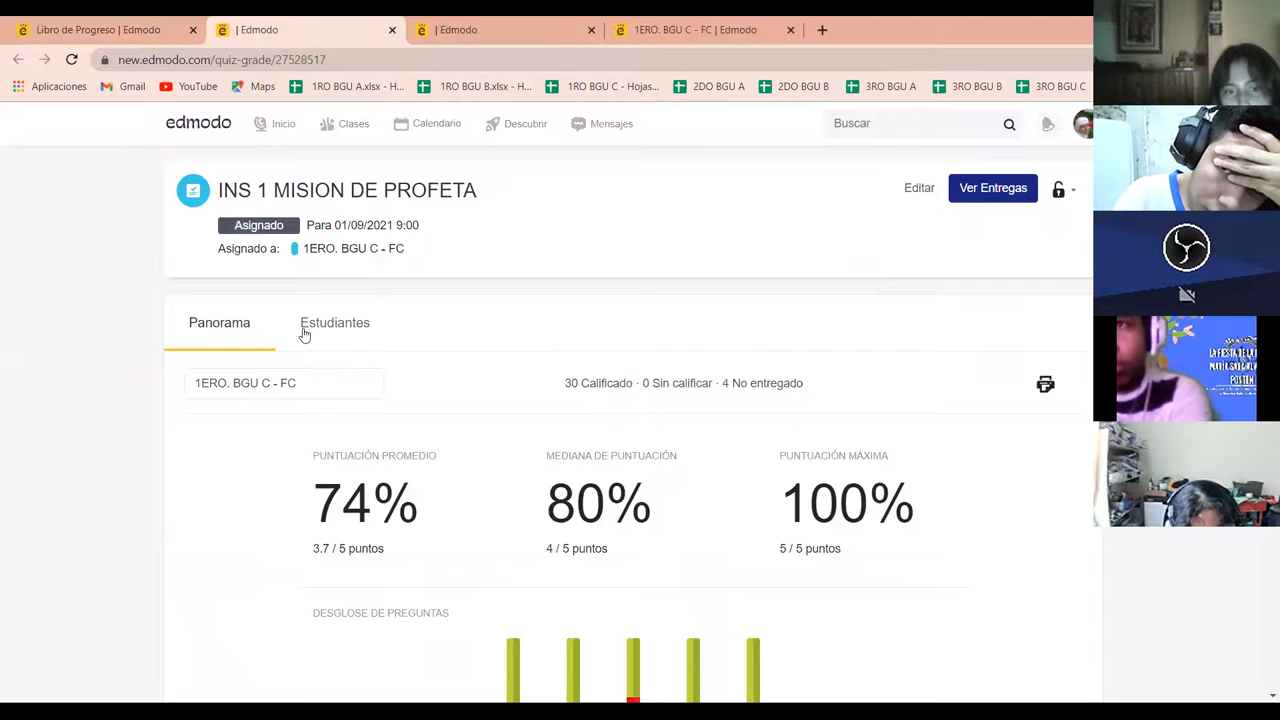 Libro de Progreso | Edmodo
| Edmodo
| Edmodo
1ERO. BGU C - FC | Edmodo
new.edmodo.com/quiz-grade/27528517
Aplicaciones
Gmail
YouTube
Maps
1RO BGU A.xlsx - H...
1RO BGU B.xlsx - H...
1RO BGU C - Hojas...
2DO BGU A
2DO BGU B
3RO BGU A
3RO BGU B
3RO BGU C
edmodo
Inicio
Clases
Calendario
Descubrir
Mensajes
Buscar
INS 1 MISION DE PROFETA
Editar
Ver Entregas
Asignado
Para 01/09/2021 9:00
Asignado a:
1ERO. BGU C - FC
Panorama
Estudiantes
1ERO. BGU C - FC
30 Calificado · 0 Sin calificar · 4 No entregado
PUNTUACIÓN PROMEDIO
MEDIANA DE PUNTUACIÓN
PUNTUACIÓN MÁXIMA
74%
80%
100%
3.7 / 5 puntos
4 / 5 puntos
5 / 5 puntos
DESGLOSE DE PREGUNTAS